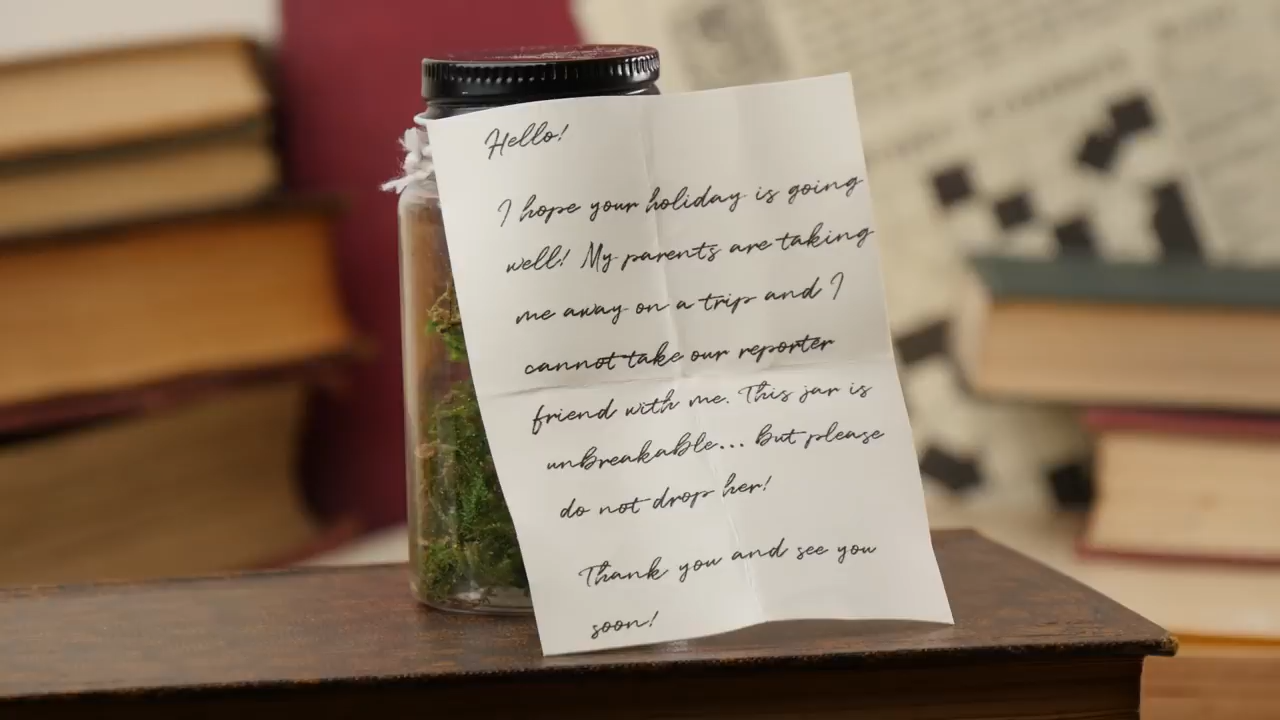 Hello!
I hope your holiday is going
well! My parents are taking
me away on a trip and I
cannot take our reporter
friend with me. This jar is
unbreakable... But please
do not drop her!
Thank you and see you
soon!